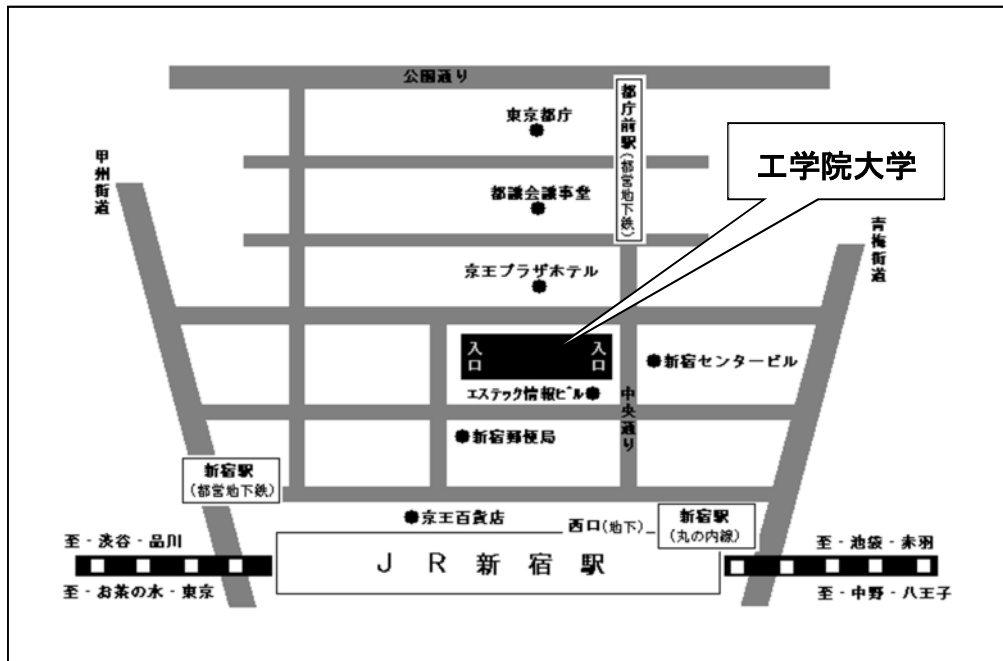 公園通り
東京都庁
都庁前駅(都営地下鉄)
工学院大学
甲州街道
都議会議事堂
青梅街道
京王プラザホテル
入口
入口
新宿センタービル
エステック情報ビル
中央通り
新宿郵便局
新宿駅
(都営地下鉄)
京王百貨店
西口(地下)
新宿駅
(丸の内線)
至-渋谷-品川
JR新宿駅
至-池袋-赤羽
至-お茶の水-東京
至-中野-八王子